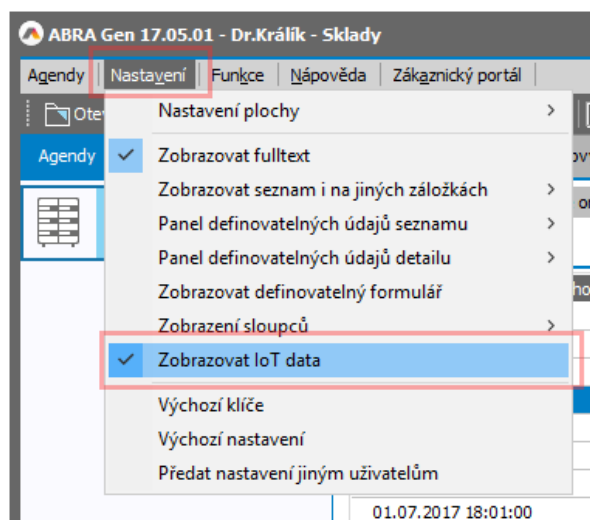 ABRA Gen 17.05.01 - Dr.Králík - Sklady
Agendy Nastavení Funkce Nápověda Zákaznický portál
Nastavení plochy
Agendy
Zobrazovat fulltext
Zobrazovat seznam i na jiných záložkách
Panel definovatelných údajů seznamu
Panel definovatelných údajů detailu
Zobrazovat definovatelný formulář
Zobrazení sloupců
Zobrazovat IoT data
Výchozí klíče
Výchozí nastavení
Předat nastavení jiným uživatelům
01.07.2017 18:01:00